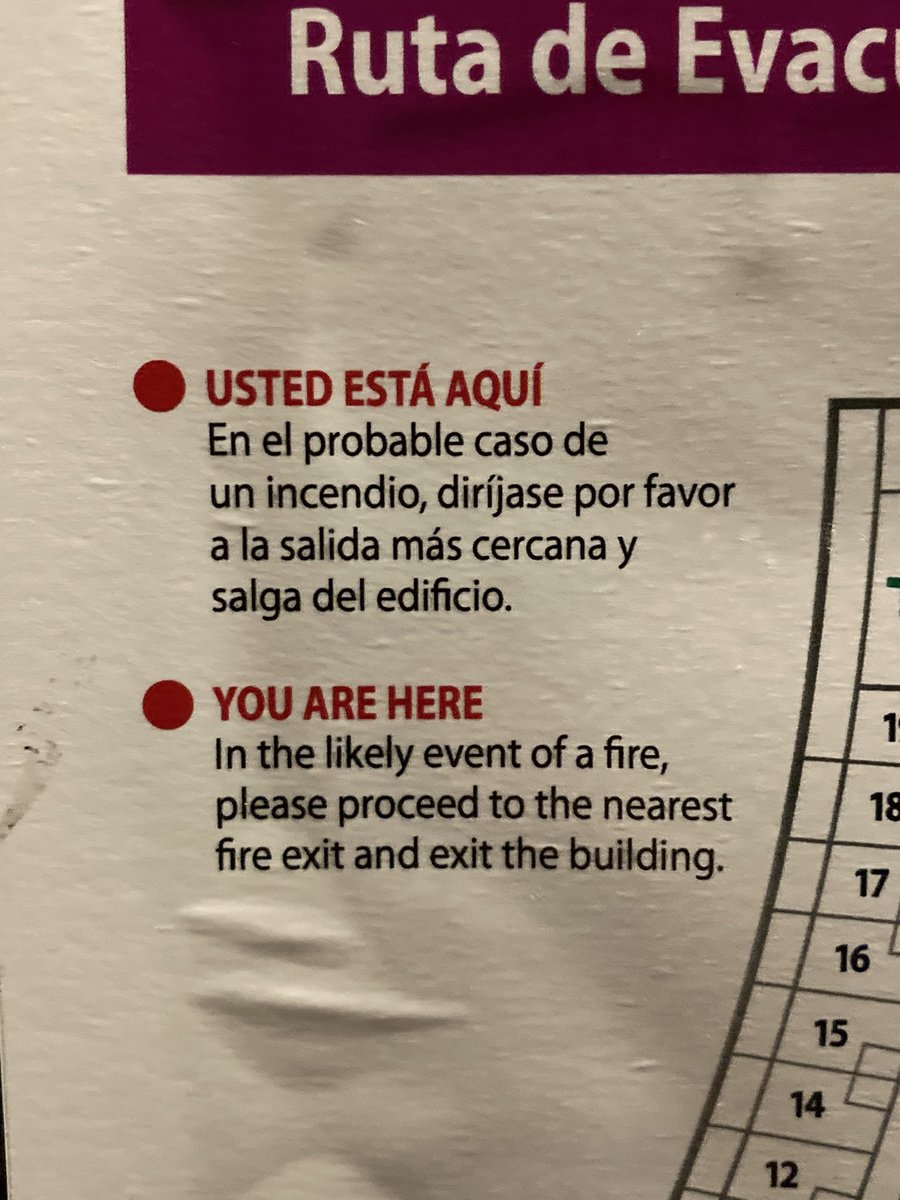 Ruta de
USTED ESTÁ AQUÍ
En el probable caso de
un incendio, diríjase por favor
a la salida más cercana y
salga del edificio.
YOU ARE HERE
In the likely event of a fire,
please proceed to the nearest
fire exit and exit the building.
18
17
16
15
14
12